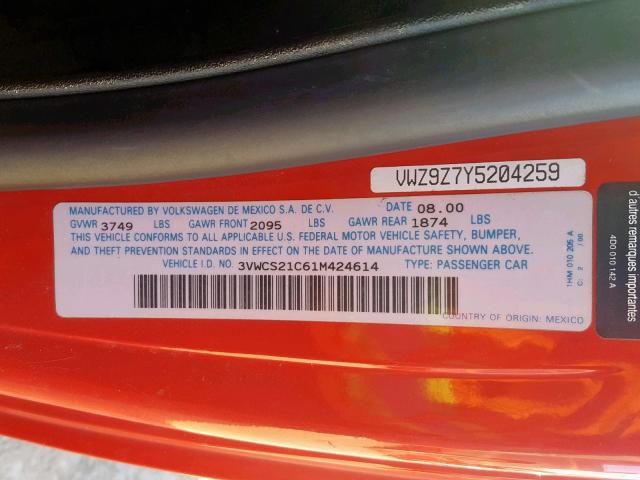 VWZ9Z7Y5204259
MANUFACTURED BY VOLKSWAGEN DE MEXICO S.A. DE C.V. DATE 08.00
GVWR 3749 LBS GAWR FRONT 2095 LBS GAWR REAR 1874 LBS
THIS VEHICLE CONFORMS TO ALL APPLICABLE U.S. FEDERAL MOTOR VEHICLE SAFETY, BUMPER,
AND THEFT PREVENTION STANDARDS IN EFFECT ON THE DATE OF MANUFACTURE SHOWN ABOVE.
VEHICLE I.D. NO. 3VWCS21C61M424614 TYPE: PASSENGER CAR
COUNTRY OF ORIGIN: MEXICO
1HM 010 205 A
C: 2 /00
d'autres remarques importantes
4D0 010 142 A